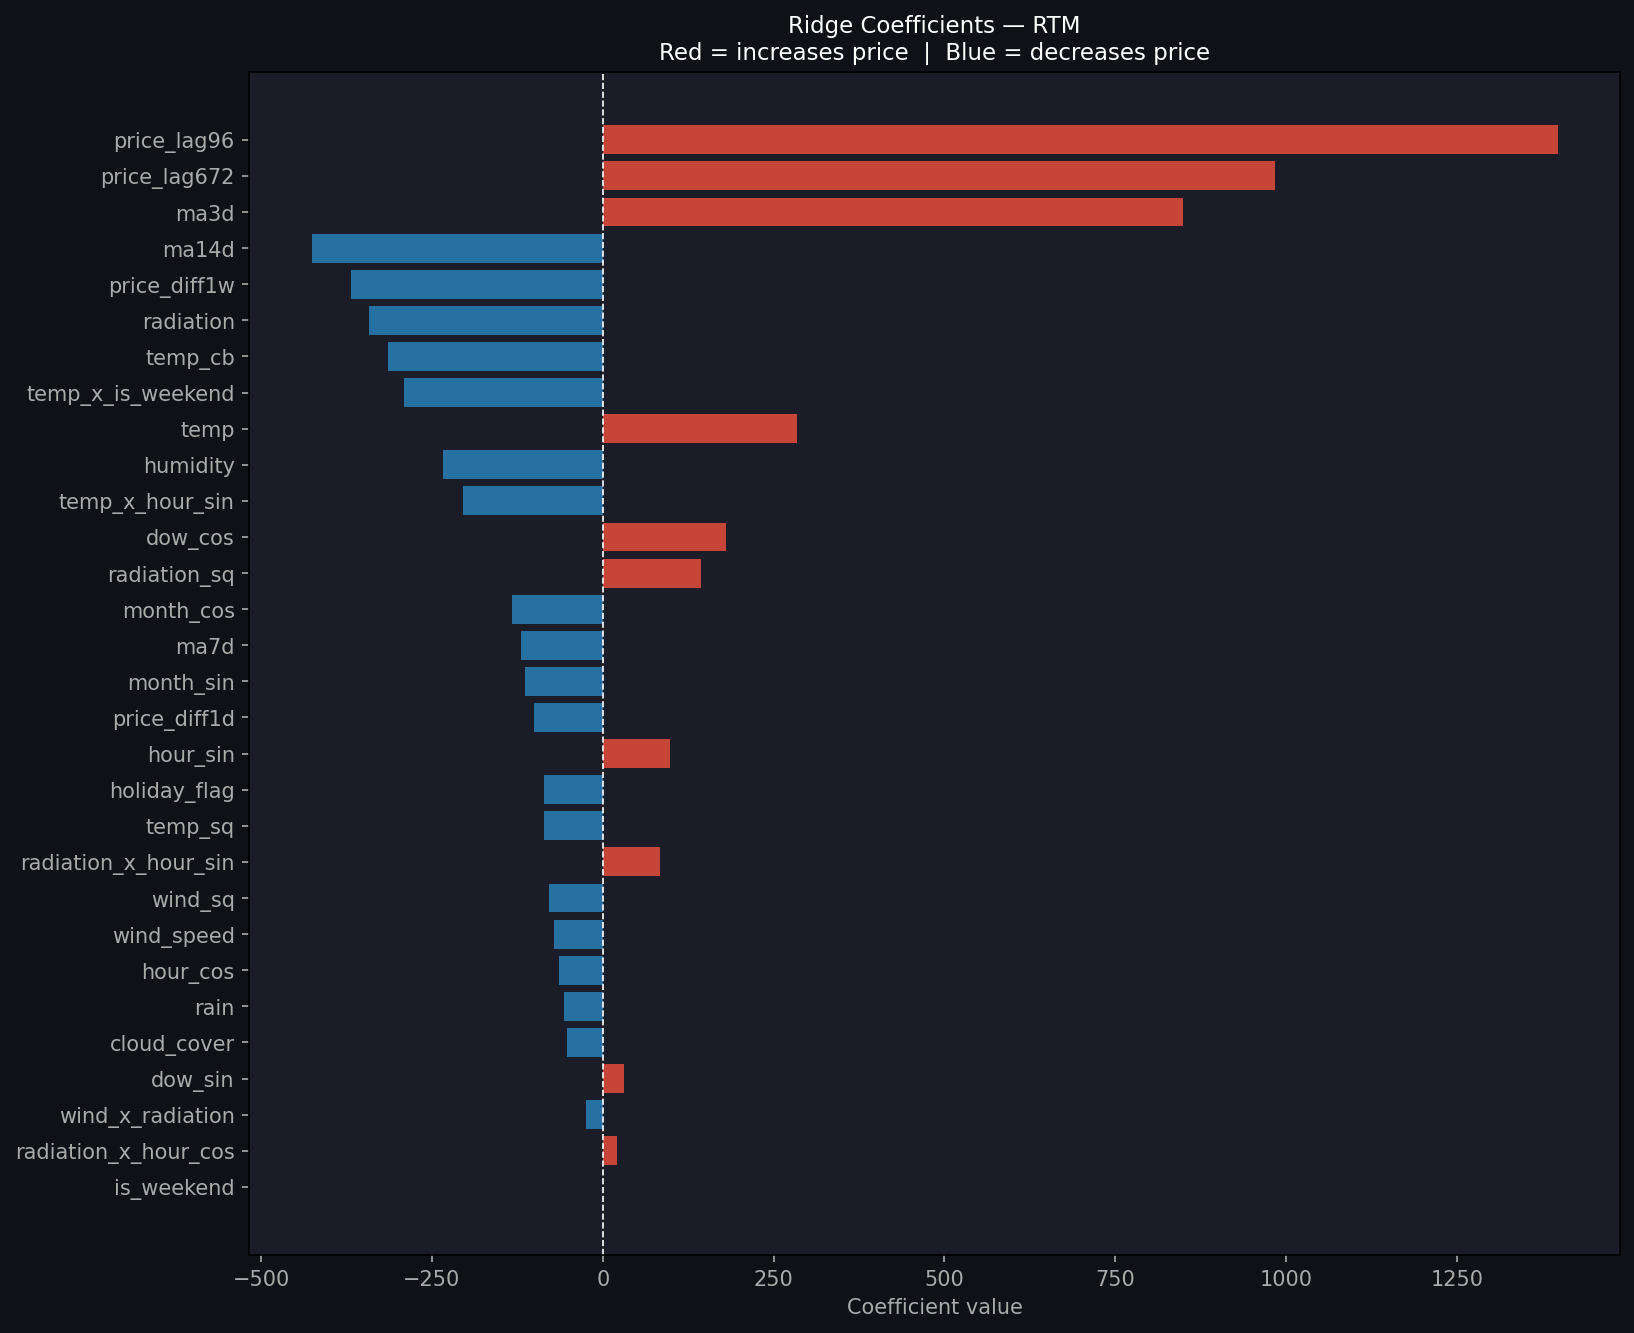 Ridge Coefficients — RTM
Red = increases price | Blue = decreases price
price_lag96
price_lag672
ma3d
ma14d
price_diff1w
radiation
temp_cb
temp_x_is_weekend
temp
humidity
temp_x_hour_sin
dow_cos
radiation_sq
month_cos
ma7d
month_sin
price_diff1d
hour_sin
holiday_flag
temp_sq
radiation_x_hour_sin
wind_sq
wind_speed
hour_cos
rain
cloud_cover
dow_sin
wind_x_radiation
radiation_x_hour_cos
is_weekend
−500 −250 0 250 500 750 1000 1250
Coefficient value